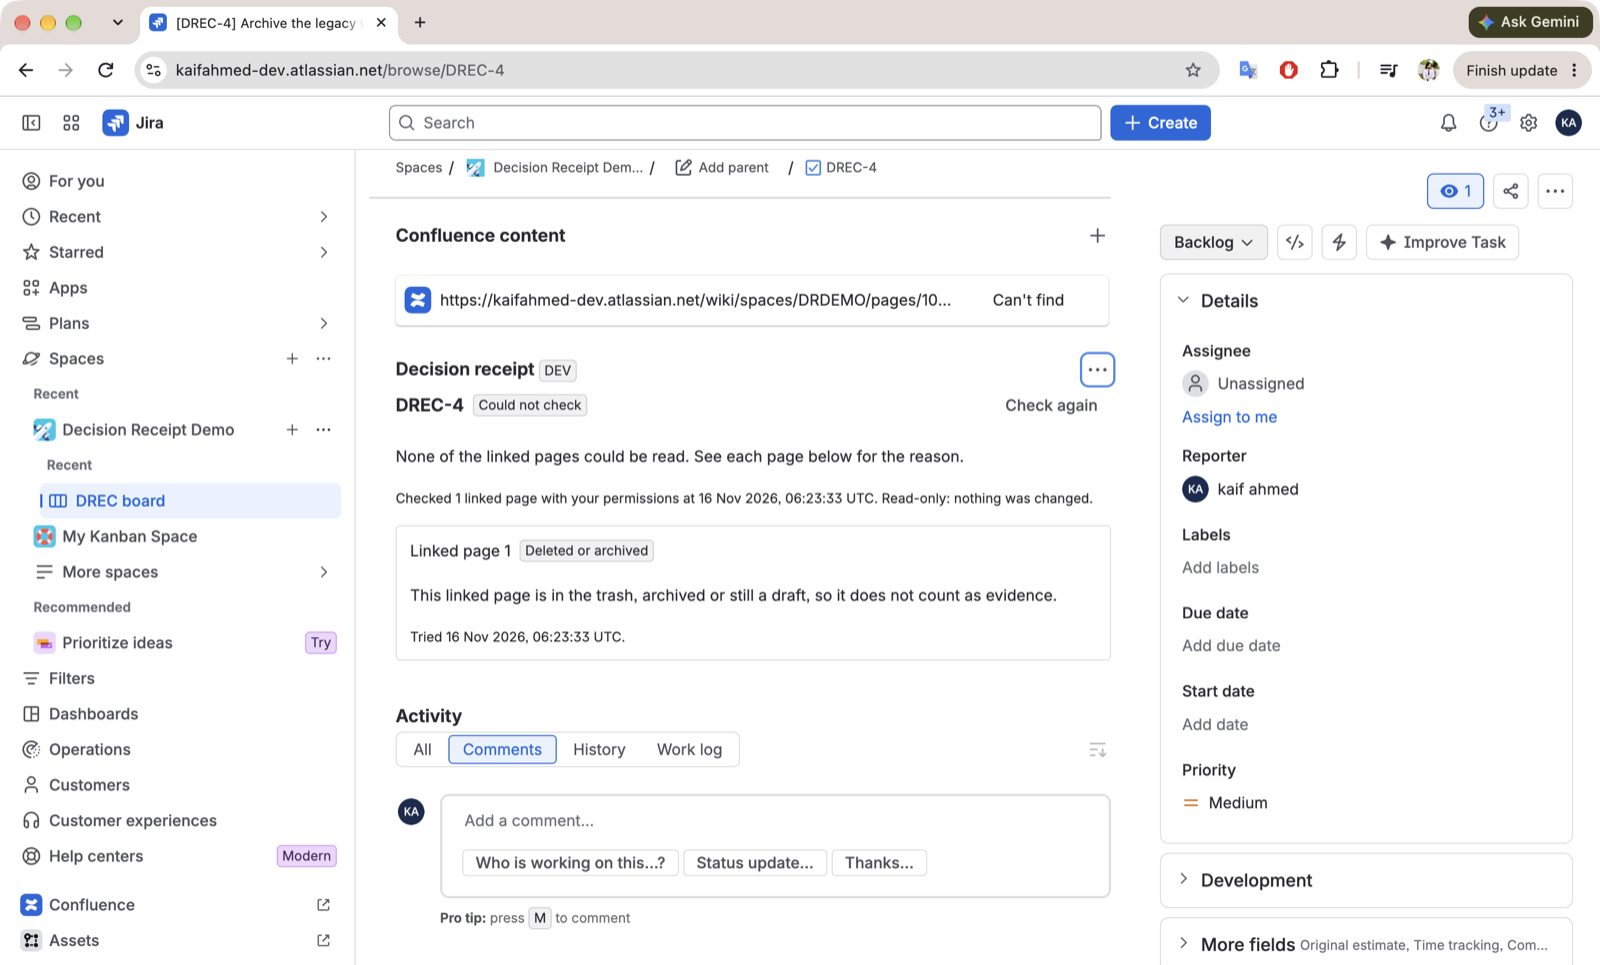 [DREC-4] Archive the legacy
Ask Gemini
kaifahmed-dev.atlassian.net/browse/DREC-4
Finish update
Jira
Search
Create
3+
KA
For you
Recent
Starred
Apps
Plans
Spaces
Recent
Decision Receipt Demo
Recent
DREC board
My Kanban Space
More spaces
Recommended
Prioritize ideas
Try
Filters
Dashboards
Operations
Customers
Customer experiences
Help centers
Modern
Confluence
Assets
Spaces / Decision Receipt Dem... / Add parent / DREC-4
Confluence content
https://kaifahmed-dev.atlassian.net/wiki/spaces/DRDEMO/pages/10... Can't find
Decision receipt DEV
DREC-4 Could not check Check again
None of the linked pages could be read. See each page below for the reason.
Checked 1 linked page with your permissions at 16 Nov 2026, 06:23:33 UTC. Read-only: nothing was changed.
Linked page 1 Deleted or archived
This linked page is in the trash, archived or still a draft, so it does not count as evidence.
Tried 16 Nov 2026, 06:23:33 UTC.
Activity
All Comments History Work log
KA
Add a comment...
Who is working on this...? Status update... Thanks...
Pro tip: press M to comment
1
Backlog
Improve Task
Details
Assignee
Unassigned
Assign to me
Reporter
KA kaif ahmed
Labels
Add labels
Due date
Add due date
Start date
Add date
Priority
Medium
Development
More fields Original estimate, Time tracking, Com...